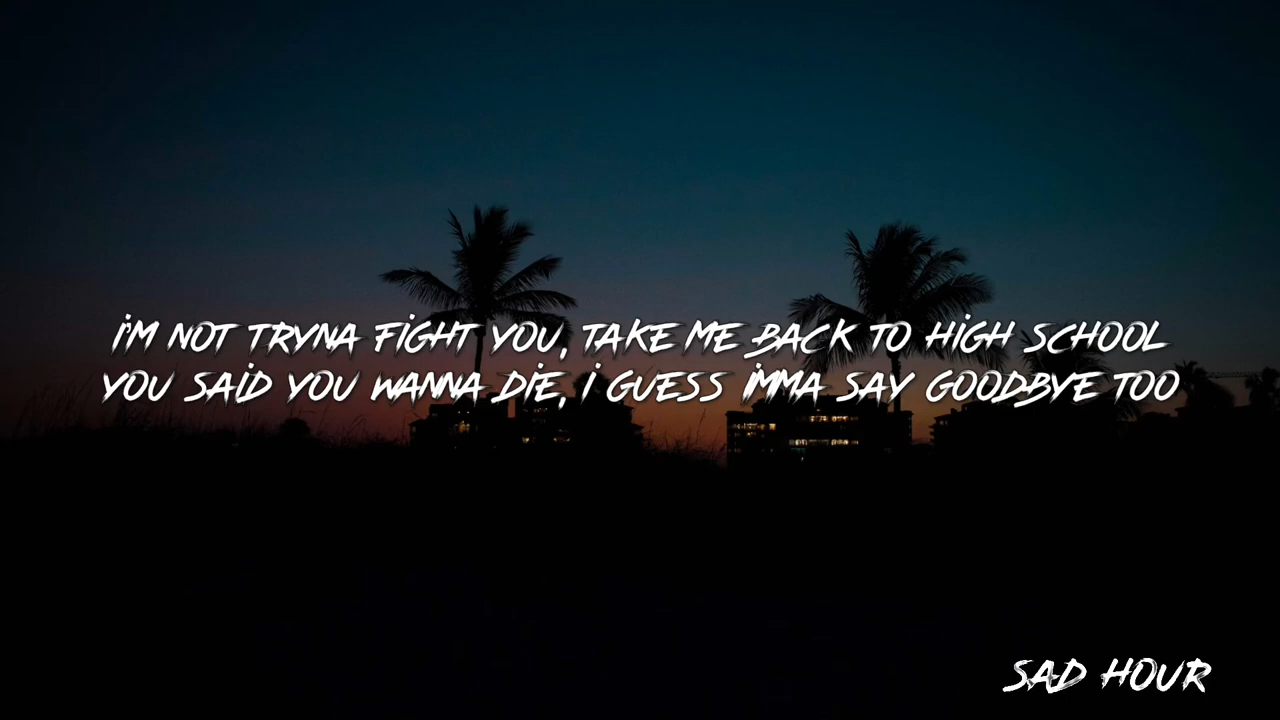 I'M NOT TRYNA FIGHT YOU, TAKE ME BACK TO HIGH SCHOOL
YOU SAID YOU WANNA DIE, I GUESS IMMA SAY GOODBYE TOO
SAD HOUR